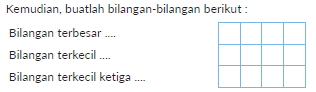 Kemudian, buatlah bilangan-bilangan berikut :
Bilangan terbesar ....
Bilangan terkecil ....
Bilangan terkecil ketiga ....